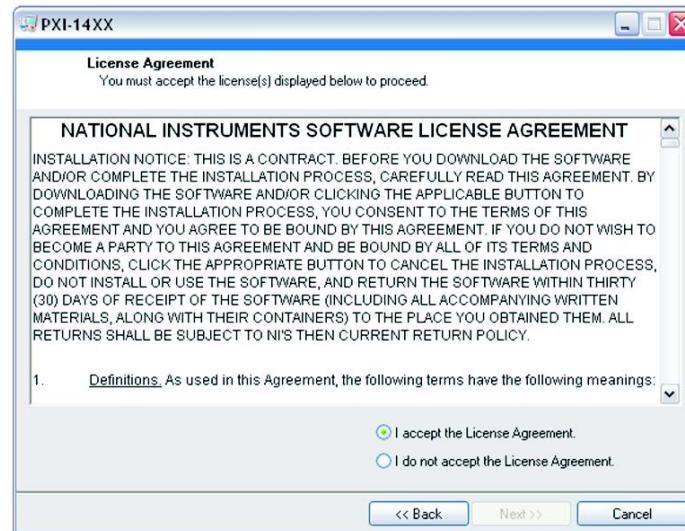 PXI-14XX
License Agreement
You must accept the license(s) displayed below to proceed.
NATIONAL INSTRUMENTS SOFTWARE LICENSE AGREEMENT
INSTALLATION NOTICE: THIS IS A CONTRACT. BEFORE YOU DOWNLOAD THE SOFTWARE
AND/OR COMPLETE THE INSTALLATION PROCESS, CAREFULLY READ THIS AGREEMENT. BY
DOWNLOADING THE SOFTWARE AND/OR CLICKING THE APPLICABLE BUTTON TO
COMPLETE THE INSTALLATION PROCESS, YOU CONSENT TO THE TERMS OF THIS
AGREEMENT AND YOU AGREE TO BE BOUND BY THIS AGREEMENT. IF YOU DO NOT WISH TO
BECOME A PARTY TO THIS AGREEMENT AND BE BOUND BY ALL OF ITS TERMS AND
CONDITIONS, CLICK THE APPROPRIATE BUTTON TO CANCEL THE INSTALLATION PROCESS,
DO NOT INSTALL OR USE THE SOFTWARE, AND RETURN THE SOFTWARE WITHIN THIRTY
(30) DAYS OF RECEIPT OF THE SOFTWARE (INCLUDING ALL ACCOMPANYING WRITTEN
MATERIALS, ALONG WITH THEIR CONTAINERS) TO THE PLACE YOU OBTAINED THEM. ALL
RETURNS SHALL BE SUBJECT TO NI'S THEN CURRENT RETURN POLICY.
1. Definitions. As used in this Agreement, the following terms have the following meanings:
I accept the License Agreement.
I do not accept the License Agreement.
<< Back Next >> Cancel